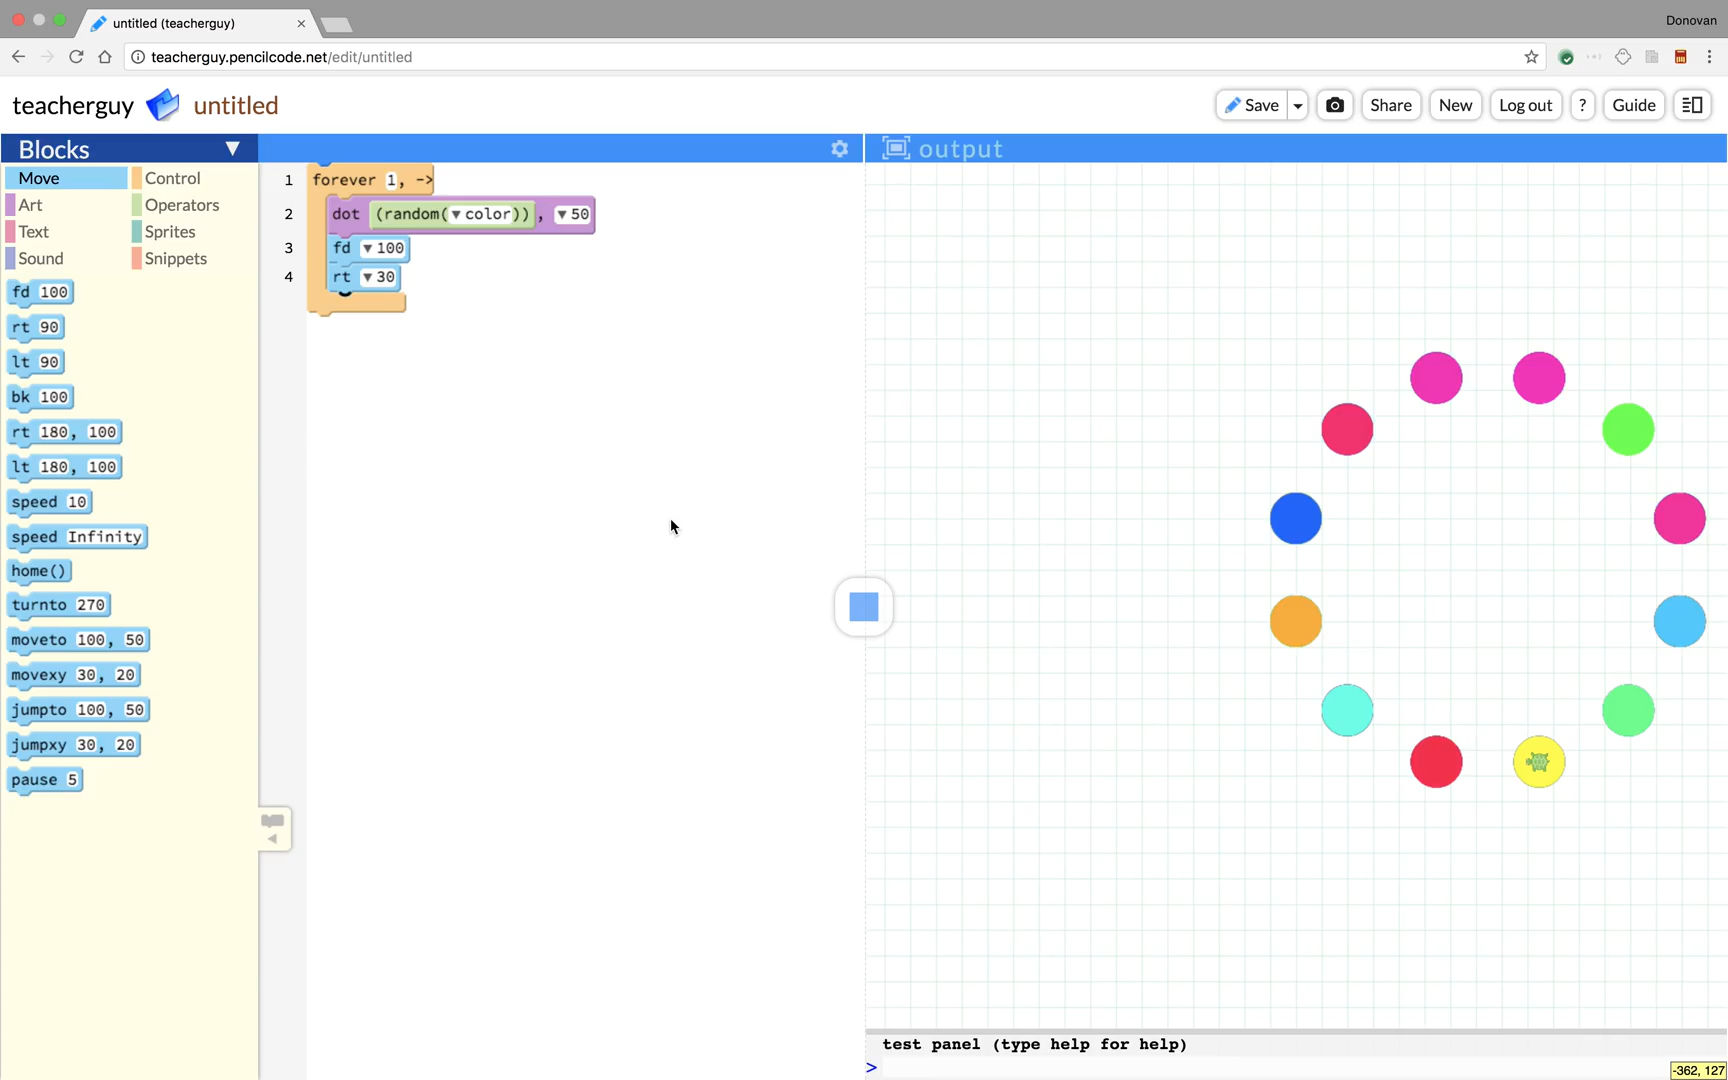 untitled (teacherguy)
Donovan
teacherguy.pencilcode.net/edit/untitled
teacherguy untitled
Save
Share
New
Log out
?
Guide
Blocks
output
Move
Control
Art
Operators
Text
Sprites
Sound
Snippets
fd 100
rt 90
lt 90
bk 100
rt 180, 100
lt 180, 100
speed 10
speed Infinity
home()
turnto 270
moveto 100, 50
movexy 30, 20
jumpto 100, 50
jumpxy 30, 20
pause 5
1 forever 1, ->
2 dot (random(▼color)), ▼50
3 fd ▼100
4 rt ▼30
test panel (type help for help)
>
-362, 127